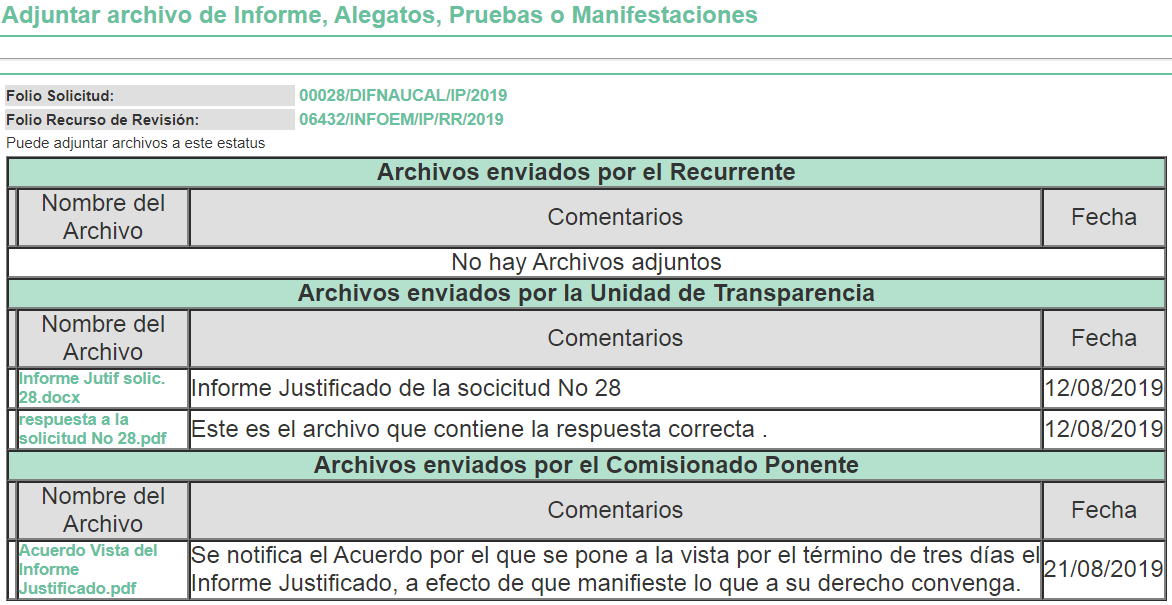 Adjuntar archivo de Informe, Alegatos, Pruebas o Manifestaciones
Folio Solicitud: 00028/DIFNAUCAL/IP/2019
Folio Recurso de Revisión: 06432/INFOEM/IP/RR/2019
Puede adjuntar archivos a este estatus
Archivos enviados por el Recurrente
Nombre del
Archivo
Comentarios
Fecha
No hay Archivos adjuntos
Archivos enviados por la Unidad de Transparencia
Nombre del
Archivo
Comentarios
Fecha
Informe Jutif solic.
28.docx
Informe Justificado de la socicitud No 28
12/08/2019
respuesta a la
solicitud No 28.pdf
Este es el archivo que contiene la respuesta correcta .
12/08/2019
Archivos enviados por el Comisionado Ponente
Nombre del
Archivo
Comentarios
Fecha
Acuerdo Vista del
Informe
Justificado.pdf
Se notifica el Acuerdo por el que se pone a la vista por el término de tres días el
Informe Justificado, a efecto de que manifieste lo que a su derecho convenga.
21/08/2019